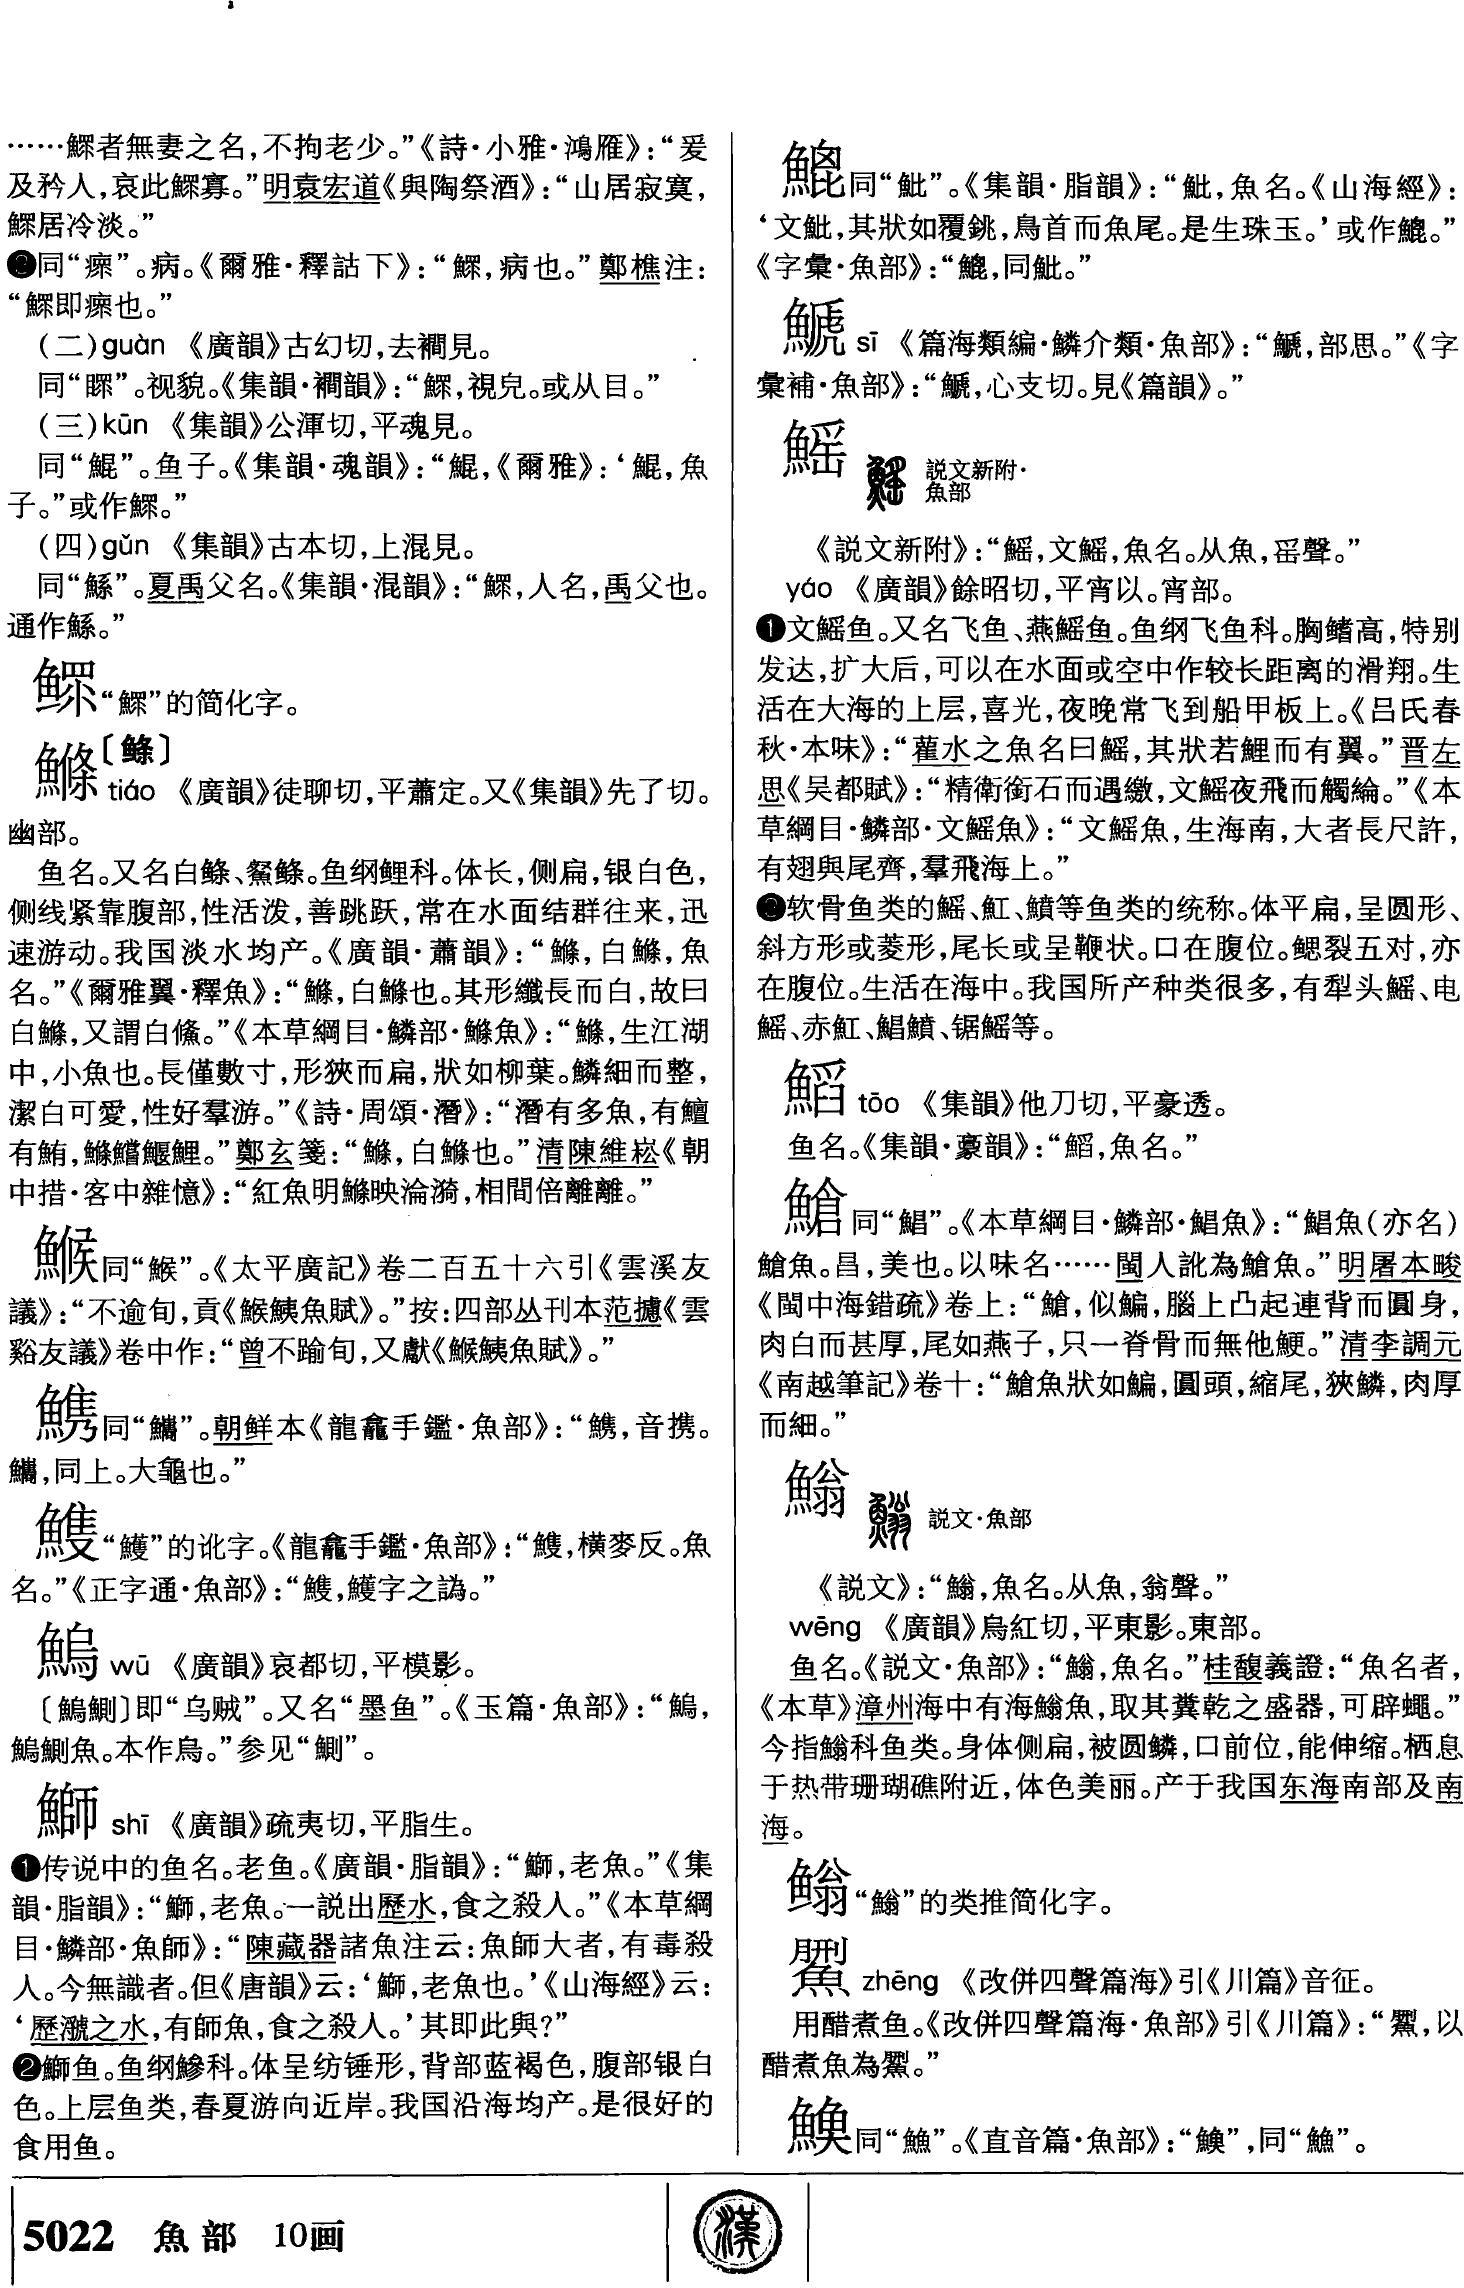 ……鰥者無妻之名,不拘老少。”《詩·小雅·鴻雁》:“爰
及矜人,哀此鰥寡。”明袁宏道《與陶祭酒》:“山居寂寞,
鰥居冷淡。”
❷同“瘝”。病。《爾雅·釋詁下》:“鰥,病也。”鄭樵注:
“鰥即瘝也。”
(二)guàn 《廣韻》古幻切,去襇見。
同“瞏”。视貌。《集韻·襇韻》:“鰥,視皃。或从目。”
(三)kūn 《集韻》公渾切,平魂見。
同“鯤”。鱼子。《集韻·魂韻》:“鯤,《爾雅》:‘鯤,魚
子。”或作鰥。”
(四)gǔn 《集韻》古本切,上混見。
同“鯀”。夏禹父名。《集韻·混韻》:“鰥,人名,禹父也。
通作鯀。”
鳏“鰥”的简化字。
鰷〔鲦〕
tiáo 《廣韻》徒聊切,平蕭定。又《集韻》先了切。
幽部。
鱼名。又名白鲦、䱗鲦。鱼纲鲤科。体长,侧扁,银白色,
侧线紧靠腹部,性活泼,善跳跃,常在水面结群往来,迅
速游动。我国淡水均产。《廣韻·蕭韻》:“鰷,白鰷,魚
名。”《爾雅翼·釋魚》:“鰷,白鰷也。其形纖長而白,故曰
白鰷,又謂白鯈。”《本草綱目·鱗部·鰷魚》:“鰷,生江湖
中,小魚也。長僅數寸,形狹而扁,狀如柳葉。鱗細而整,
潔白可愛,性好羣游。”《詩·周頌·潛》:“潛有多魚,有鱣
有鮪,鰷鱨鰋鯉。”鄭玄箋:“鰷,白鰷也。”清陳維崧《朝
中措·客中雜憶》:“紅魚明鰷映淪漪,相間倍離離。”
鯸同“鯸”。《太平廣記》卷二百五十六引《雲溪友
議》:“不逾旬,貢《鯸鮧魚賦》。”按:四部丛刊本范攄《雲
谿友議》卷中作:“曾不踰旬,又獻《鯸鮧魚賦》。”
同“鑴”。朝鲜本《龍龕手鑑·魚部》:“,音携。
,同上。大龜也。”
“鱯”的讹字。《龍龕手鑑·魚部》:“,横麥反。魚
名。”《正字通·魚部》:“,鱯字之譌。”
鰞 wū 《廣韻》哀都切,平模影。
〔鰞鰂〕即“乌贼”。又名“墨鱼”。《玉篇·魚部》:“鰞,
鰞鰂魚。本作烏。”参见“鰂”。
鰤 shī 《廣韻》疏夷切,平脂生。
❶传说中的鱼名。老鱼。《廣韻·脂韻》:“鰤,老魚。”《集
韻·脂韻》:“鰤,老魚。一説出歷水,食之殺人。”《本草綱
目·鱗部·魚師》:“陳藏器諸魚注云:魚師大者,有毒殺
人。今無識者。但《唐韻》云:‘鰤,老魚也。’《山海經》云:
‘歷虢之水,有師魚,食之殺人。’其即此與?”
❷鰤鱼。鱼纲鰺科。体呈纺锤形,背部蓝褐色,腹部银白
色。上层鱼类,春夏游向近岸。我国沿海均产。是很好的
食用鱼。
䰷同“魮”。《集韻·脂韻》:“魮,魚名。《山海經》:
‘文魮,其狀如覆銚,鳥首而魚尾。是生珠玉。’或作䰷。”
《字彙·魚部》:“䰷,同魮。”
鷈 sī 《篇海類編·鱗介類·魚部》:“,部思。”《字
彙補·魚部》:“,心支切。見《篇韻》。”
鰩 説文新附·
魚部
《説文新附》:“鰩,文鰩,魚名。从魚,䍃聲。”
yáo 《廣韻》餘昭切,平宵以。宵部。
❶文鰩鱼。又名飞鱼、燕鰩鱼。鱼纲飞鱼科。胸鳍高,特别
发达,扩大后,可以在水面或空中作较长距离的滑翔。生
活在大海的上层,喜光,夜晚常飞到船甲板上。《吕氏春
秋·本味》:“雚水之魚名曰鰩,其狀若鯉而有翼。”晋左
思《吴都賦》:“精衛銜石而遇繳,文鰩夜飛而觸綸。”《本
草綱目·鱗部·文鰩魚》:“文鰩魚,生海南,大者長尺許,
有翅與尾齊,羣飛海上。”
❷软骨鱼类的鰩、魟、鱝等鱼类的统称。体平扁,呈圆形、
斜方形或菱形,尾长或呈鞭状。口在腹位。鳃裂五对,亦
在腹位。生活在海中。我国所产种类很多,有犁头鰩、电
鰩、赤魟、鯧鱝、锯鰩等。
䱽 tāo 《集韻》他刀切,平豪透。
鱼名。《集韻·豪韻》:“,魚名。”
鶬同“鯧”。《本草綱目·鱗部·鯧魚》:“鯧魚(亦名)
鎗魚。昌,美也。以味名……閩人訛為鎗魚。”明屠本畯
《閩中海錯疏》卷上:“鎗,似鯿,腦上凸起連背而圓身,
肉白而甚厚,尾如燕子,只一脊骨而無他鯁。”清李調元
《南越筆記》卷十:“鎗魚狀如鯿,圓頭,縮尾,狹鱗,肉厚
而細。”
鰯 説文·魚部
《説文》:“鶲,魚名。从魚,翁聲。”
wēng 《廣韻》烏紅切,平東影。東部。
鱼名。《説文·魚部》:“,魚名。”桂馥義證:“魚名者,
《本草》漳州海中有海魚,取其糞乾之盛器,可辟蠅。”
今指科鱼类。身体侧扁,被圆鳞,口前位,能伸缩。栖息
于热带珊瑚礁附近,体色美丽。产于我国东海南部及南
海。
“”的类推简化字。
zhēng 《改併四聲篇海》引《川篇》音征。
用醋煮鱼。《改併四聲篇海·魚部》引《川篇》:“,以
醋煮魚為。”
同“”。《直音篇·魚部》:“”,同“”。
5022 魚部 10画
漢